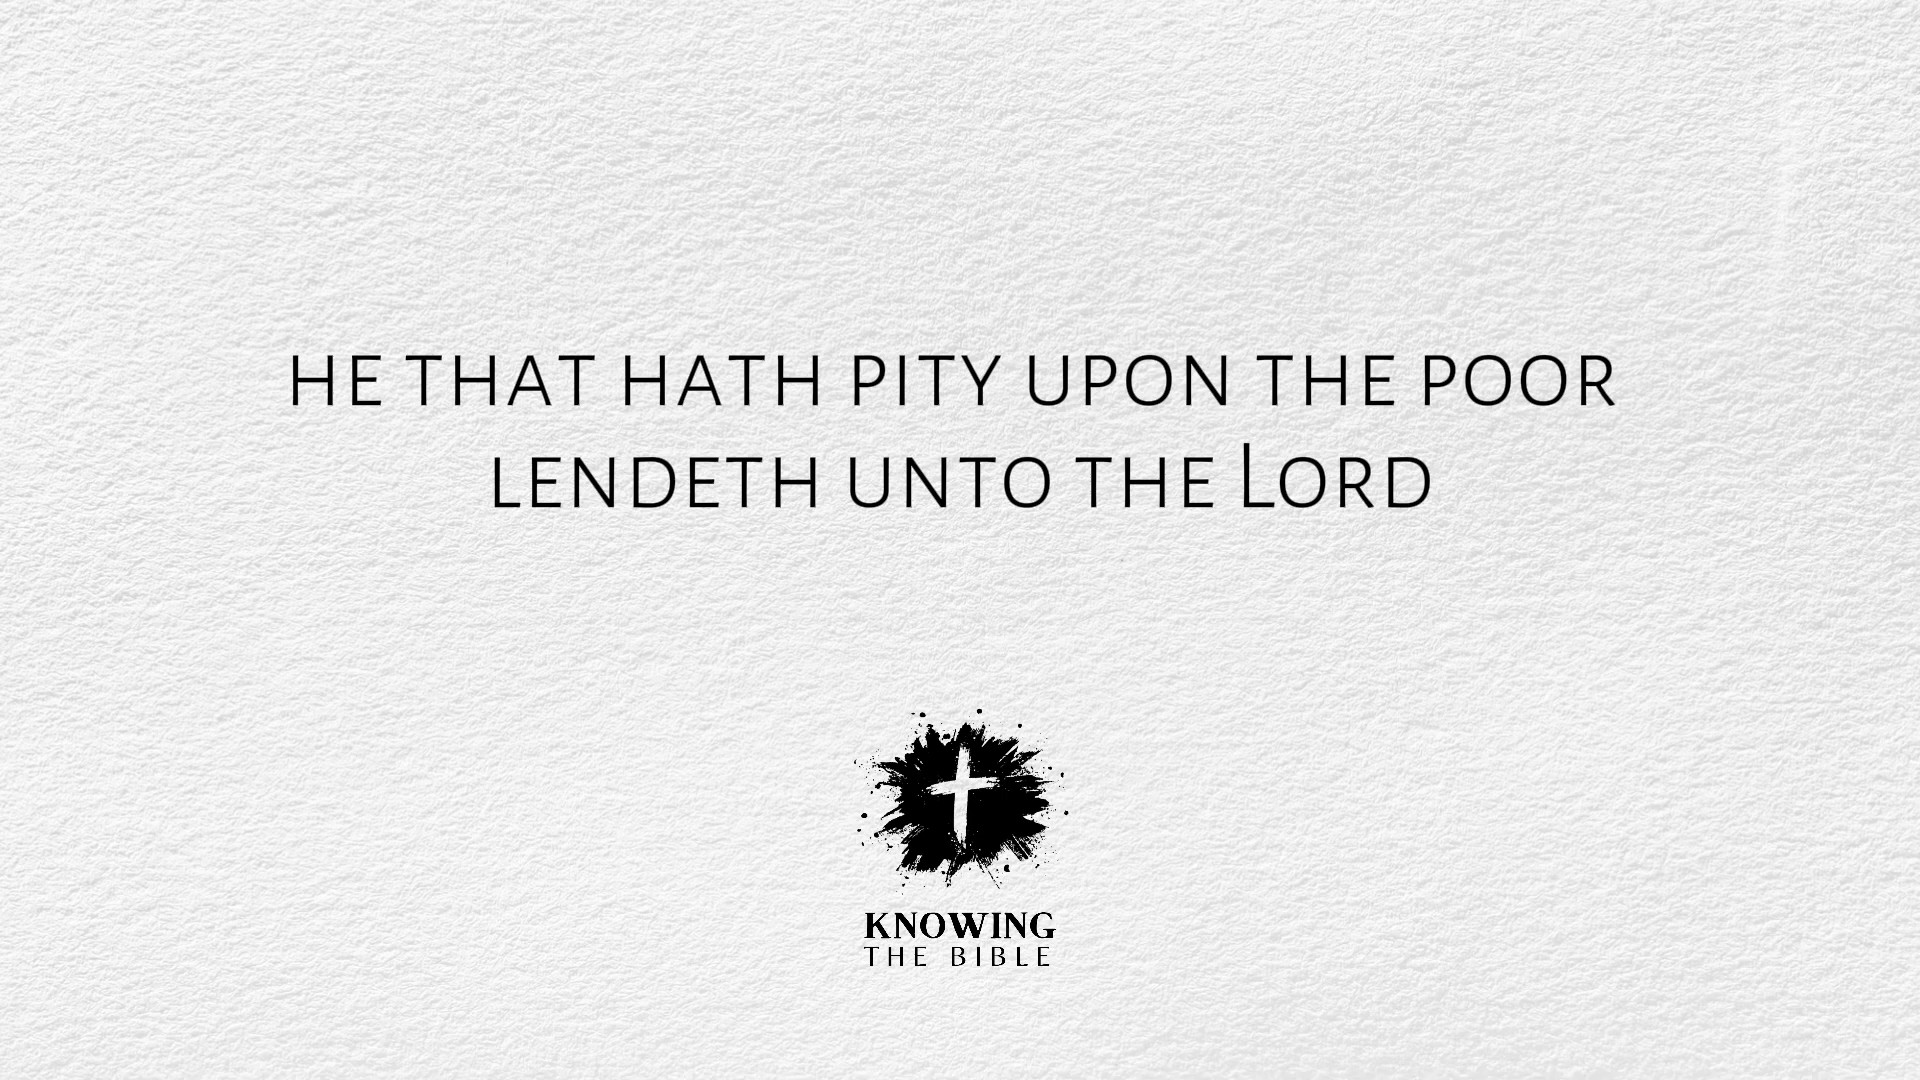 he that hath pity upon the poor
lendeth unto the Lord
KNOWING
THE BIBLE